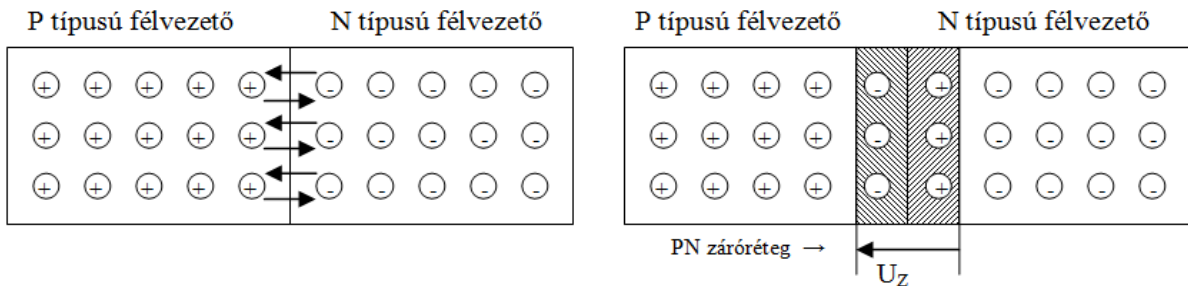 P típusú félvezető N típusú félvezető P típusú félvezető N típusú félvezető
+ + + + + - - - - - + + + + - + - - - -
+ + + + + - - - - - + + + + - + - - - -
+ + + + + - - - - - + + + + - + - - - -
PN záróréteg →
UZ